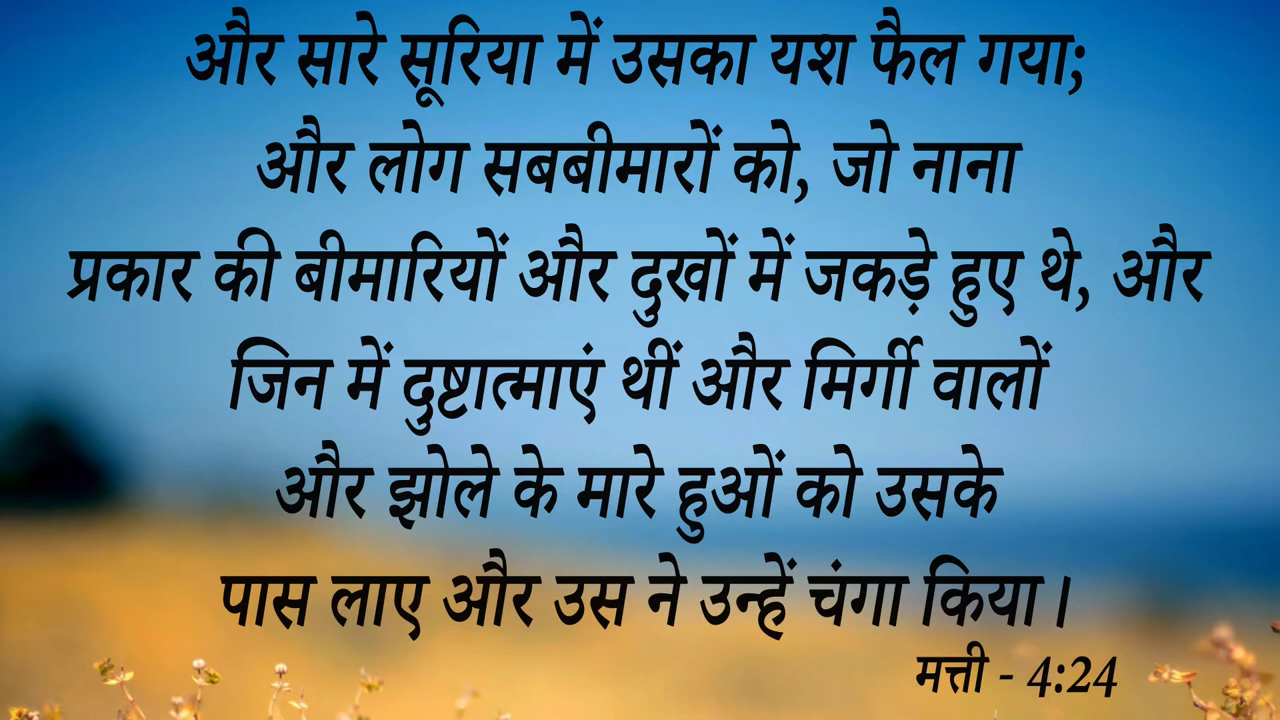 और सारे सूरिया में उसका यश फैल गया;
और लोग सबबीमारों को, जो नाना
प्रकार की बीमारियों और दुखों में जकड़े हुए थे, और
जिन में दुष्टात्माएं थीं और मिर्गी वालों
और झोले के मारे हुओं को उसके
पास लाए और उस ने उन्हें चंगा किया।
मत्ती - 4:24